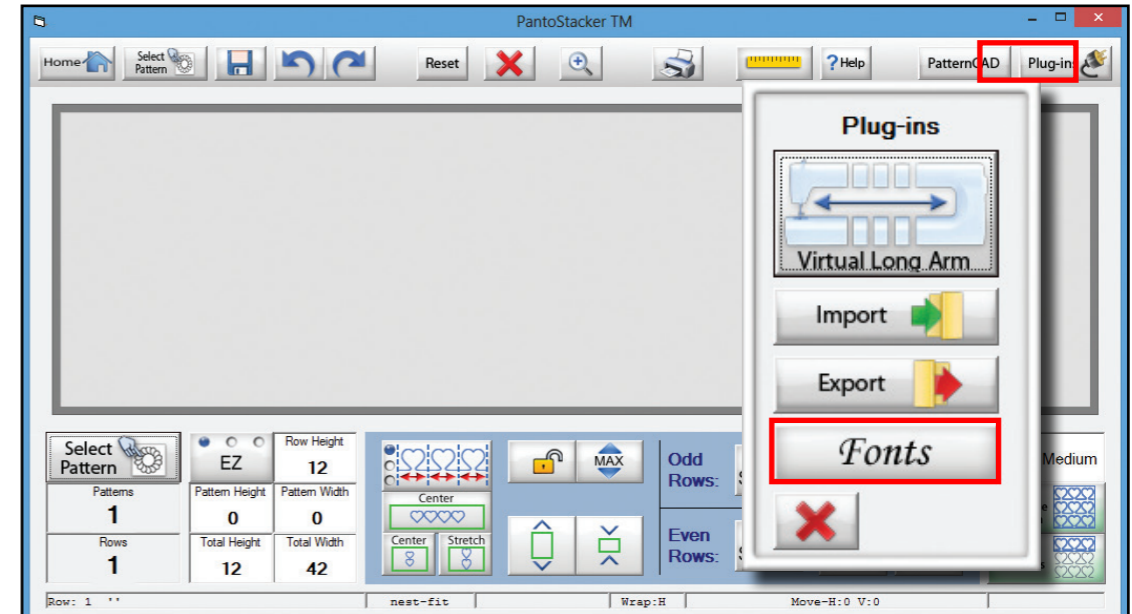 PantoStacker TM
Home
Select
Pattern
Reset
? Help
PatternCAD
Plug-in
Plug-ins
Virtual Long Arm
Import
Export
Fonts
Select
Pattern
EZ
Row Height
12
Patterns
1
Pattern Height
0
Pattern Width
0
Rows
1
Total Height
12
Total Width
42
Center
Center
Stretch
MAX
Odd
Rows:
Even
Rows:
Medium
Row: 1 ''
nest-fit
Wrap:H
Move-H:0 V:0